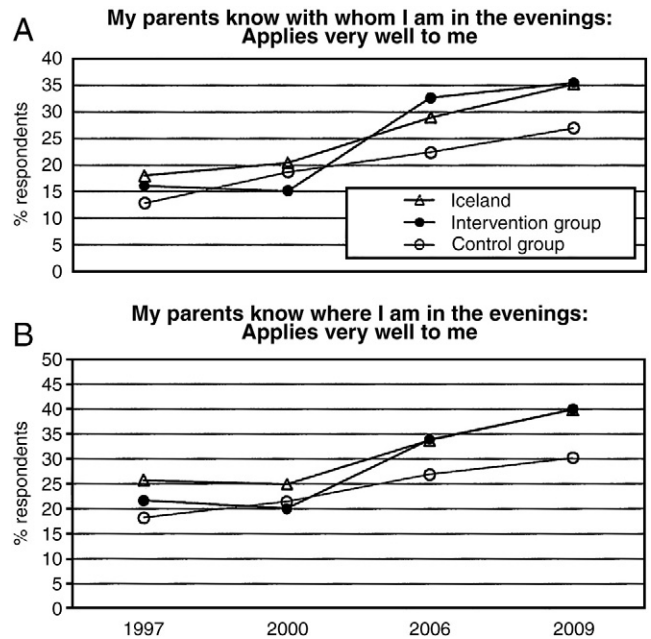 A
My parents know with whom I am in the evenings:
Applies very well to me
% respondents
40
35
30
25
20
15
10
5
0
Iceland
Intervention group
Control group
B
My parents know where I am in the evenings:
Applies very well to me
% respondents
50
45
40
35
30
25
20
15
10
5
0
1997 2000 2006 2009